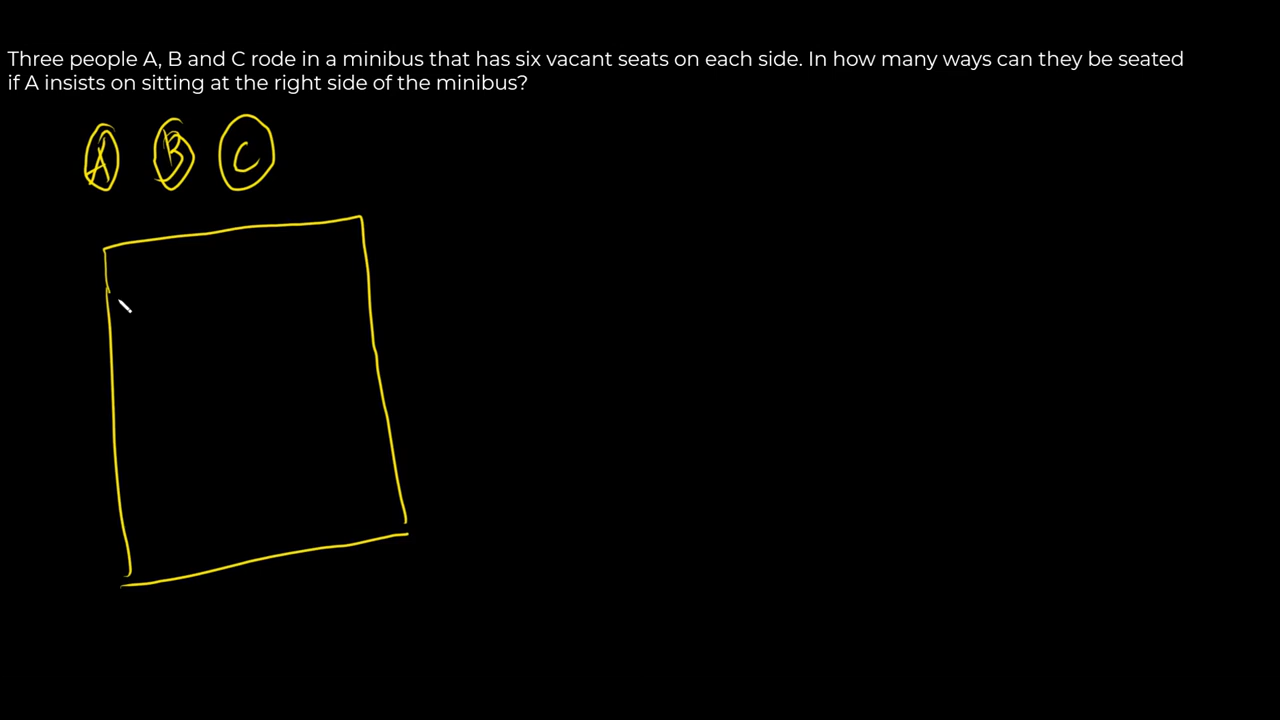 Three people A, B and C rode in a minibus that has six vacant seats on each side. In how many ways can they be seated
if A insists on sitting at the right side of the minibus?
A B C